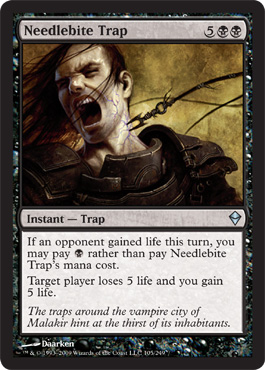 Needlebite Trap 5
Instant — Trap
If an opponent gained life this turn, you
may pay rather than pay Needlebite
Trap's mana cost.
Target player loses 5 life and you gain
5 life.
The traps around the vampire city of
Malakir hint at the thirst of its inhabitants.
Daarken
™ & © 1993–2009 Wizards of the Coast LLC 105/249